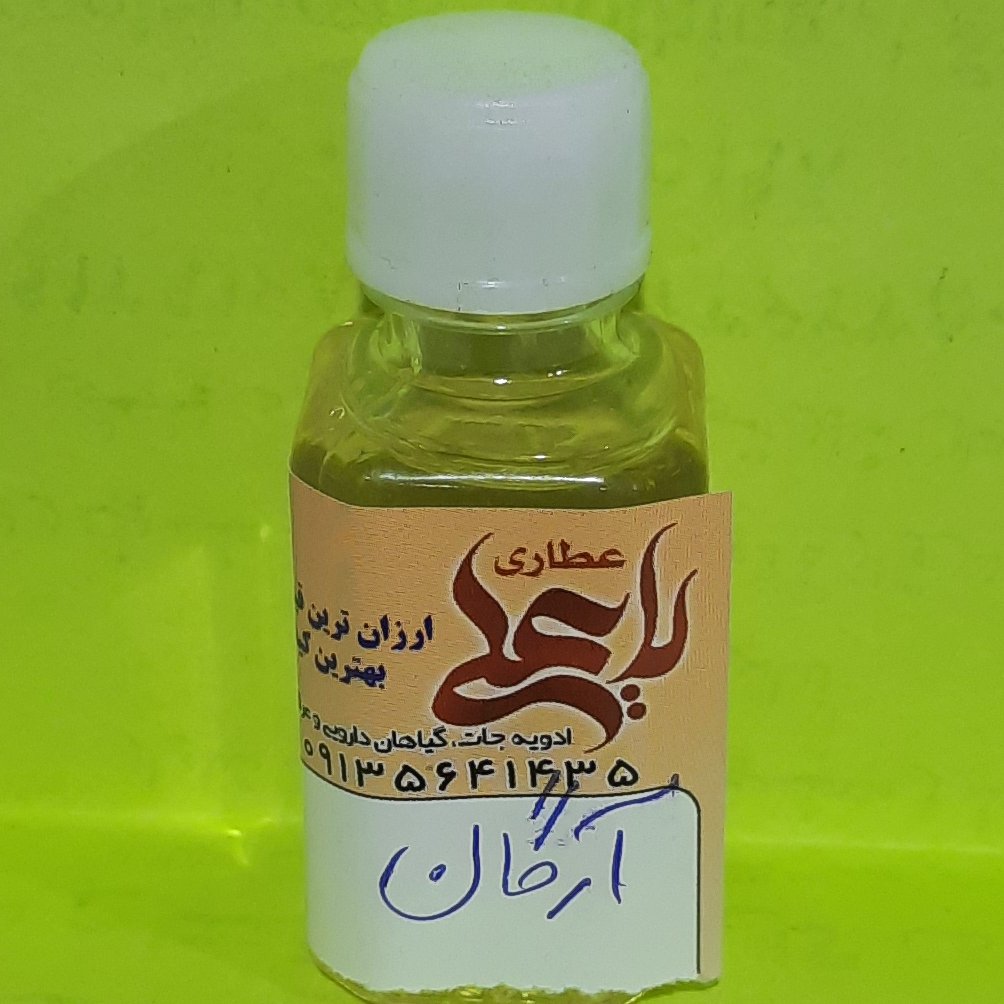 عطاری
یاعلی
ارزان ترین
بهترین
ادویه جات، گیاهان دارویی و
۰۹۱۳۵۶۴۱۴۳۵
آرگان